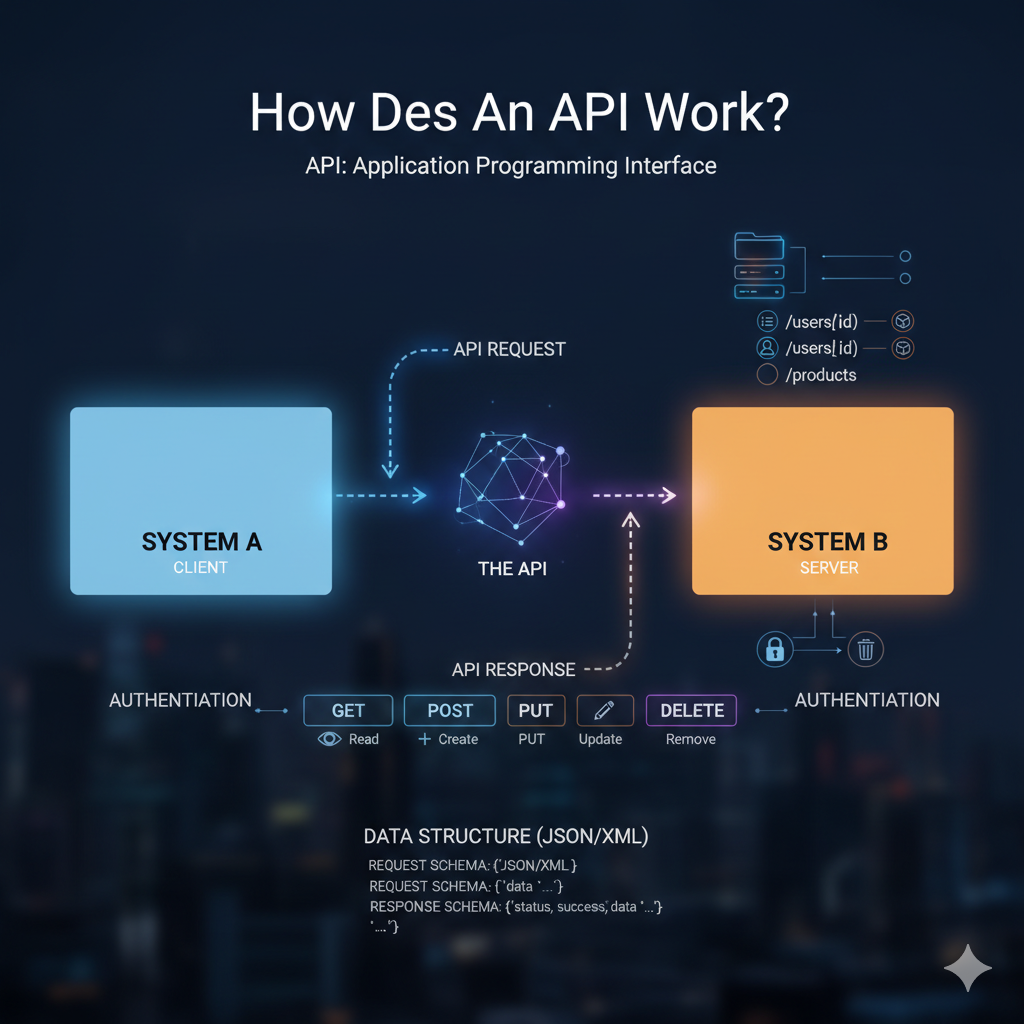 How Des An API Work?
API: Application Programming Interface
/users[id)
/users[id)
/products
API REQUEST
SYSTEM A
CLIENT
THE API
SYSTEM B
SERVER
API RESPONSE
AUTHENTIATION
GET
POST
PUT
DELETE
AUTHENTIATION
Read
+ Create
PUT
Update
Remove
DATA STRUCTURE (JSON/XML)
REQUEST SCHEMA: {'JSON/XML }
REQUEST SCHEMA: {'data '...'}
RESPONSE SCHEMA: {'status, success, data "..."}
"...."}